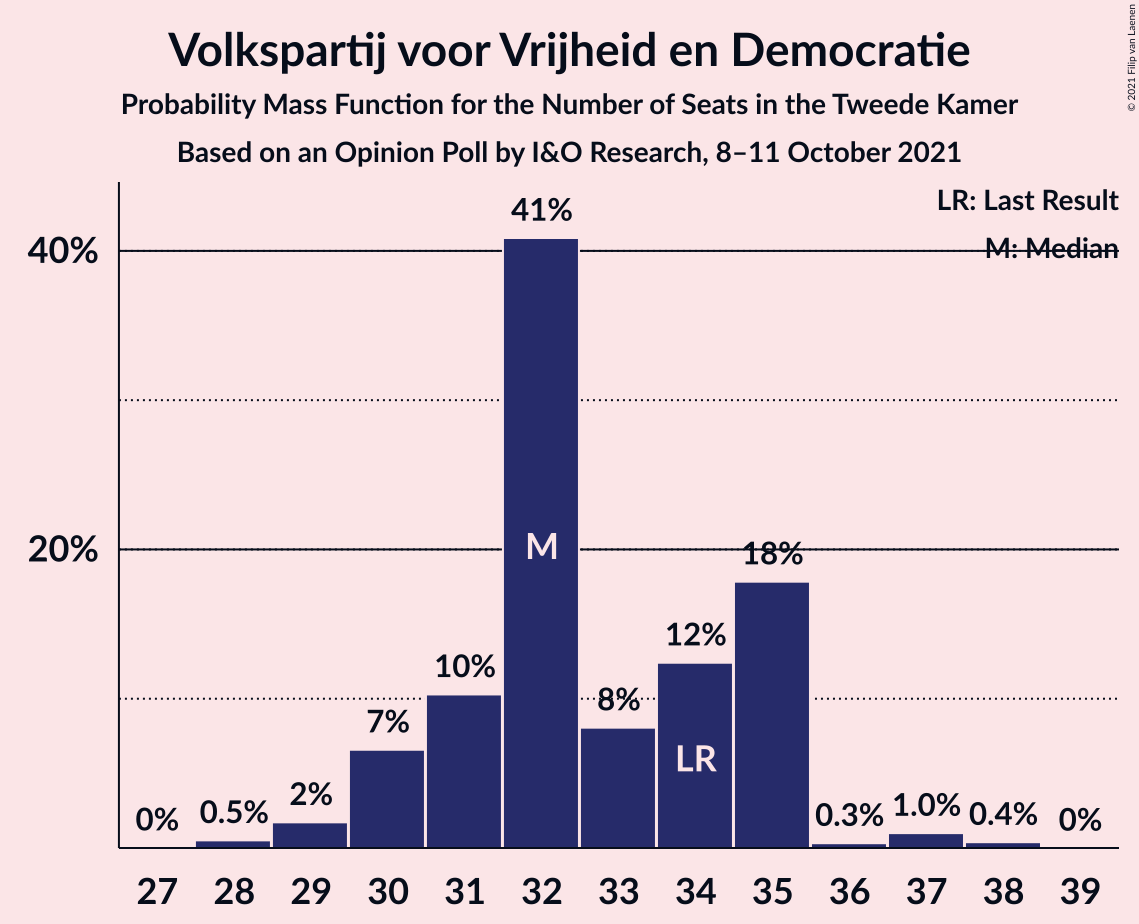 Volkspartij voor Vrijheid en Democratie
Probability Mass Function for the Number of Seats in the Tweede Kamer
Based on an Opinion Poll by I&O Research, 8–11 October 2021
© 2021 Filip van Laenen
LR: Last Result
M: Median
40%
20%
0%
0.5%
2%
7%
10%
41%
8%
12%
18%
0.3%
1.0%
0.4%
0%
M
LR
27 28 29 30 31 32 33 34 35 36 37 38 39